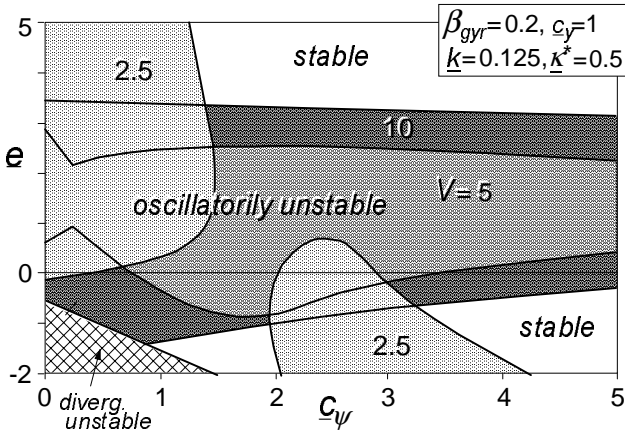 5
β_gyr=0.2, c_y=1
k=0.125, κ*=0.5
2.5
stable
10
e
oscillatorily unstable
V = 5
0
stable
2.5
-2
0
1
2
3
4
5
diverg.
unstable
c_ψ